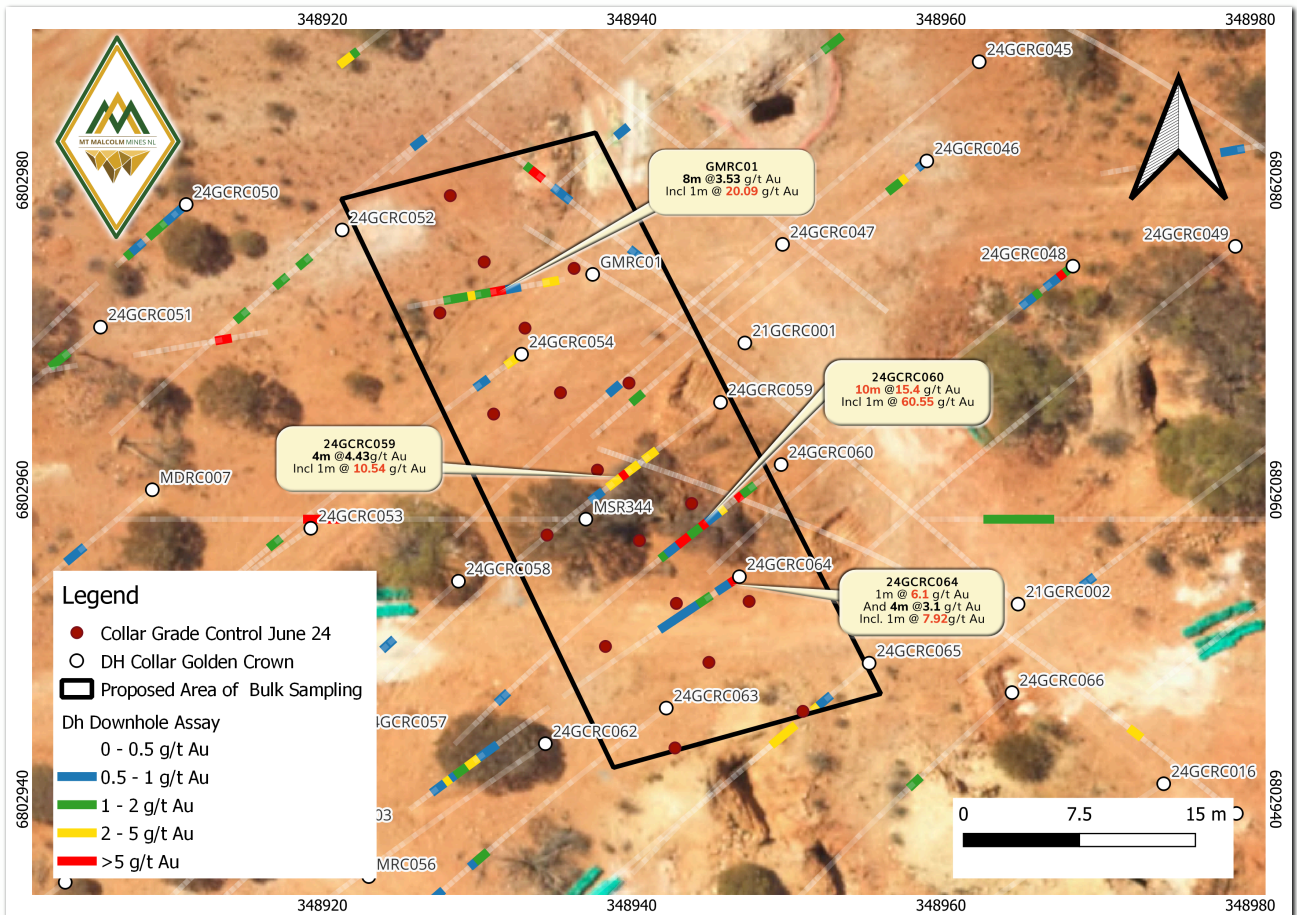 348920
348940
348960
348980
6802980
6802960
6802940
6802980
6802960
6802940
MT MALCOLM MINES NL
24GCRC045
24GCRC046
24GCRC050
24GCRC052
24GCRC047
24GCRC049
24GCRC048
GMRC01
8m @3.53 g/t Au
Incl 1m @ 20.09 g/t Au
GMRC01
24GCRC051
21GCRC001
24GCRC054
24GCRC059
24GCRC060
10m @15.4 g/t Au
Incl 1m @ 60.55 g/t Au
24GCRC059
4m @4.43g/t Au
Incl 1m @ 10.54 g/t Au
24GCRC060
MDRC007
MSR344
24GCRC053
24GCRC058
24GCRC064
24GCRC064
1m @ 6.1 g/t Au
And 4m @3.1 g/t Au
Incl. 1m @ 7.92g/t Au
21GCRC002
24GCRC065
24GCRC066
24GCRC063
24GCRC062
4GCRC057
24GCRC016
03
MRC056
Legend
Collar Grade Control June 24
DH Collar Golden Crown
Proposed Area of Bulk Sampling
Dh Downhole Assay
0 - 0.5 g/t Au
0.5 - 1 g/t Au
1 - 2 g/t Au
2 - 5 g/t Au
>5 g/t Au
0 7.5 15 m
348920
348940
348960
348980